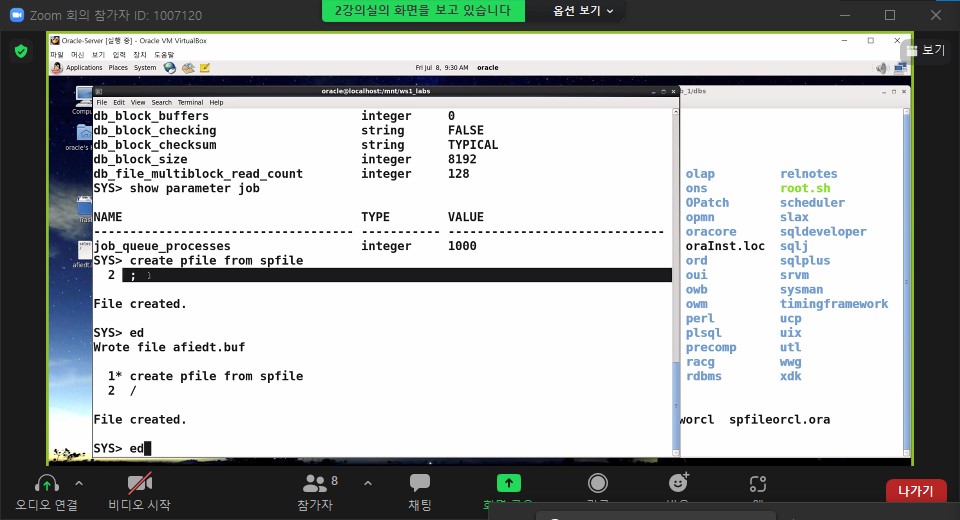 Zoom 회의 참가자 ID: 1007120
2강의실의 화면을 보고 있습니다
옵션 보기
보기
Oracle-Server [실행 중] - Oracle VM VirtualBox
파일 머신 보기 입력 장치 도움말
Applications Places System
Fri Jul 8, 9:30 AM oracle
oracle@localhost:/mnt/ws1_labs
File Edit View Search Terminal Help
db_block_buffers integer 0
db_block_checking string FALSE
db_block_checksum string TYPICAL
db_block_size integer 8192
db_file_multiblock_read_count integer 128
SYS> show parameter job
NAME TYPE VALUE
------------------------------------ ----------- ------------------------------
job_queue_processes integer 1000
SYS> create pfile from spfile
2 ;
File created.
SYS> ed
Wrote file afiedt.buf
1* create pfile from spfile
2 /
File created.
SYS> ed
_1/dbs
olap relnotes
ons root.sh
OPatch scheduler
opmn slax
oracore sqldeveloper
oraInst.loc sqlj
ord sqlplus
oui srvm
owb sysman
owm timingframework
perl ucp
plsql uix
precomp utl
racg wwg
rdbms xdk
worcl spfileorcl.ora
오디오 연결
비디오 시작
참가자
8
채팅
나가기